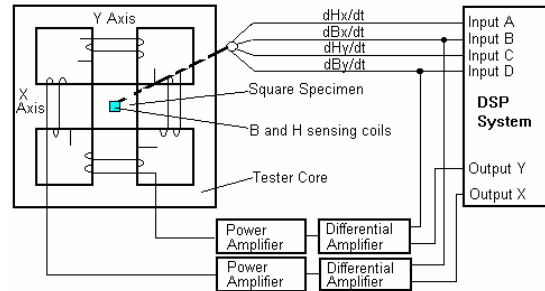 Y Axis
X
Axis
dHx/dt
dBx/dt
dHy/dt
dBy/dt
Input A
Input B
Input C
Input D
DSP
System
Output Y
Output X
Square Specimen
B and H sensing coils
Tester Core
Power
Amplifier
Differential
Amplifier
Power
Amplifier
Differential
Amplifier